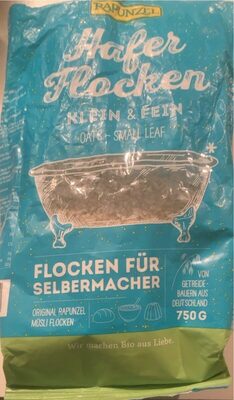 RAPUNZEL
Hafer
Flocken
KLEIN & FEIN
OATS - SMALL LEAF
FLOCKEN FÜR
SELBERMACHER
ORIGINAL RAPUNZEL
MÜSLI FLOCKEN
* VON
GETREIDE-
BAUERN AUS
DEUTSCHLAND
750 G
Wir machen Bio aus Liebe.